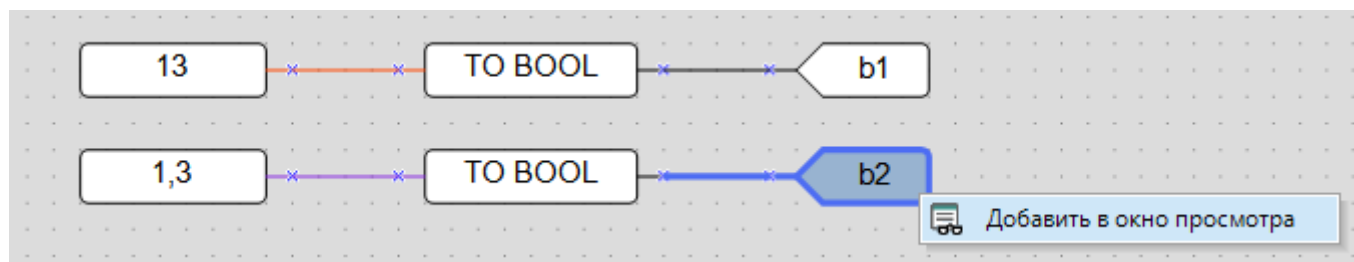 13 TO BOOL b1
1,3 TO BOOL b2
Добавить в окно просмотра